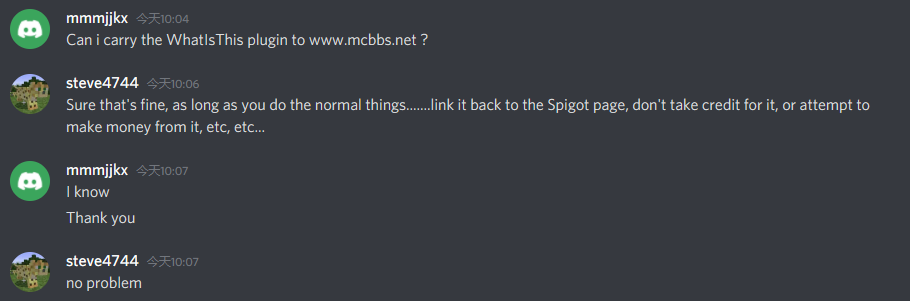 mmmjjkx 今天10:04
Can i carry the WhatIsThis plugin to www.mcbbs.net ?
steve4744 今天10:06
Sure that's fine, as long as you do the normal things.......link it back to the Spigot page, don't take credit for it, or attempt to
make money from it, etc, etc...
mmmjjkx 今天10:07
I know
Thank you
steve4744 今天10:07
no problem